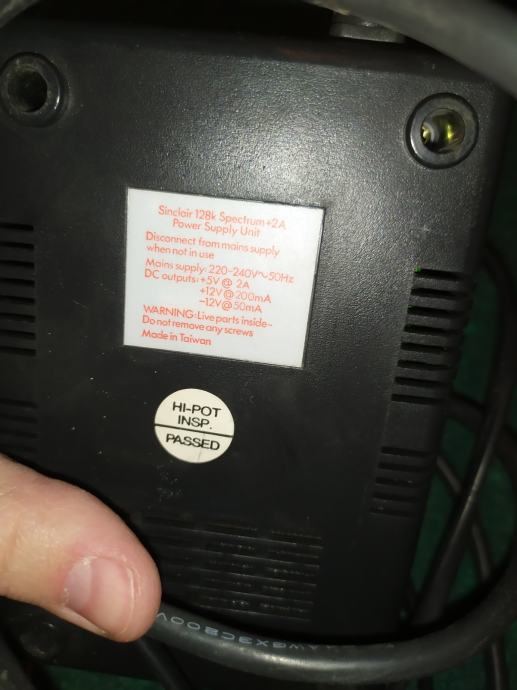 Sinclair 128k Spectrum+2A
Power Supply Unit
Disconnect from mains supply
when not in use
Mains supply: 220-240V~50Hz
DC outputs: +5V @ 2A
+12V@200mA
-12V@50mA
WARNING:Live parts inside-
Do not remove any screws
Made in Taiwan
HI-POT
INSP.
PASSED